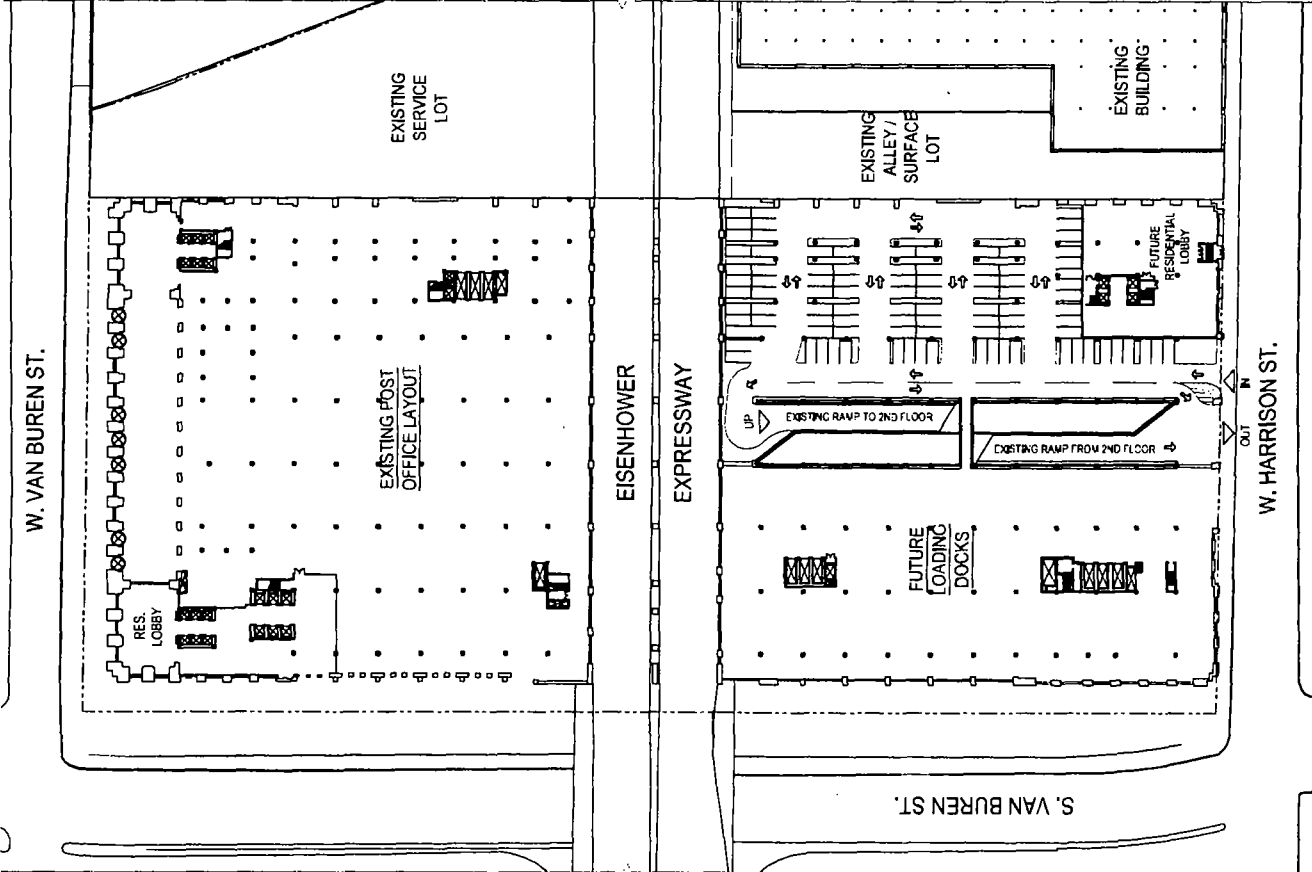 W. VAN BUREN ST.
EXISTING
SERVICE
LOT
EXISTING
BUILDING
EXISTING
ALLEY /
SURFACE
LOT
FUTURE
RESIDENTIAL
LOBBY
EXISTING POST
OFFICE LAYOUT
EISENHOWER
EXPRESSWAY
UP
EXISTING RAMP TO 2ND FLOOR
EXISTING RAMP FROM 2ND FLOOR
IN
OUT
W. HARRISON ST.
RES.
LOBBY
FUTURE
LOADING
DOCKS
S. VAN BUREN ST.